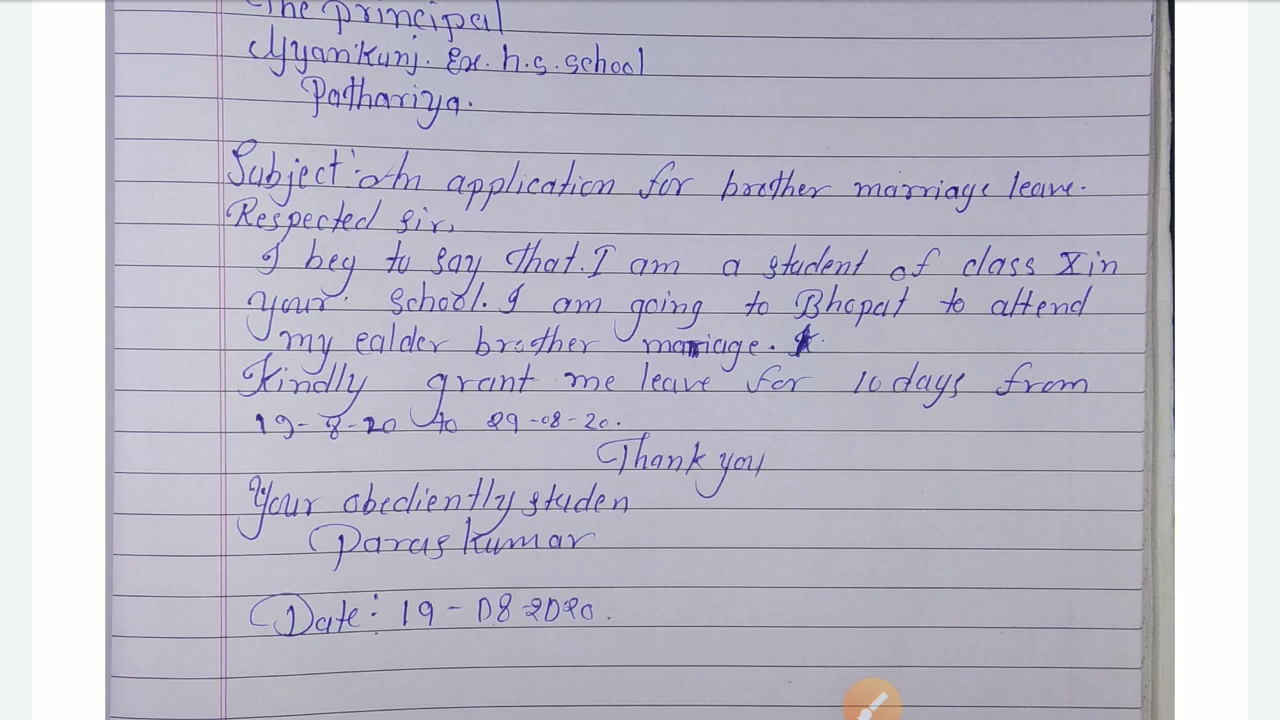 The principal
Gyankunj. Ex. h.s. school
Pathariya.
Subject:- An application for brother marriage leave.
Respected sir,
I beg to say that. I am a student of class X in
your school. I am going to Bhopal to attend
my ealder brother marriage.
Kindly grant me leave for 10 days from
19-8-20 to 29-08-20.
Thank you
Your obediently studen
Paras kumar
Date: 19-08-2020.